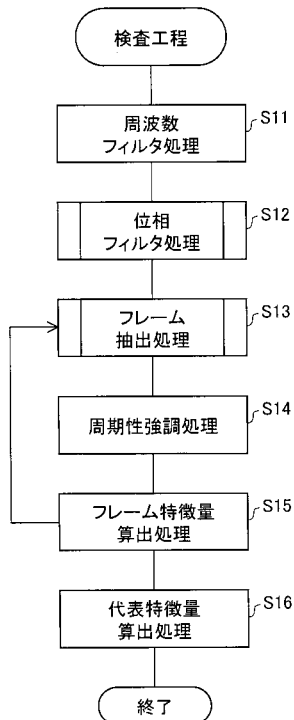 検査工程
周波数
フィルタ処理
S11
位相
フィルタ処理
S12
フレーム
抽出処理
S13
周期性強調処理
S14
フレーム特徴量
算出処理
S15
代表特徴量
算出処理
S16
終了